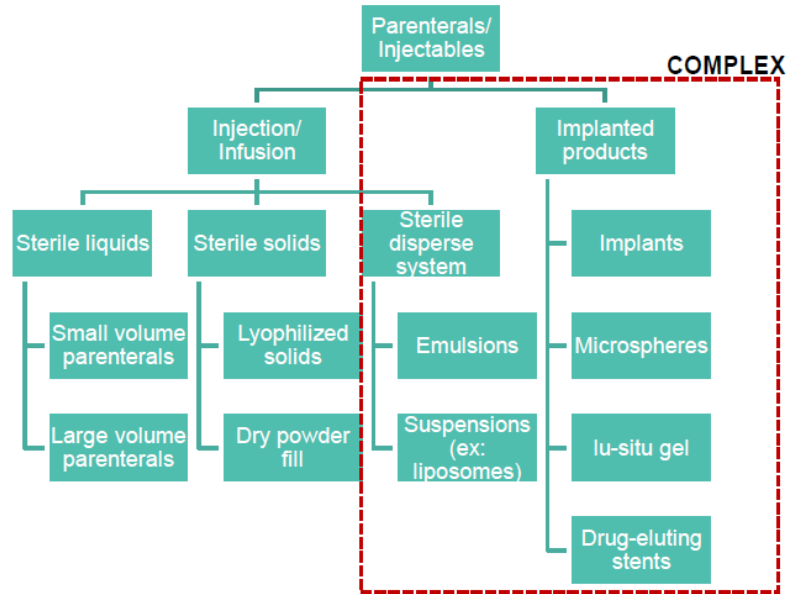 Parenterals/
Injectables
COMPLEX
Injection/
Infusion
Implanted
products
Sterile liquids
Sterile solids
Sterile
disperse
system
Implants
Small volume
parenterals
Lyophilized
solids
Emulsions
Microspheres
Large volume
parenterals
Dry powder
fill
Suspensions
(ex:
liposomes)
Iu-situ gel
Drug-eluting
stents